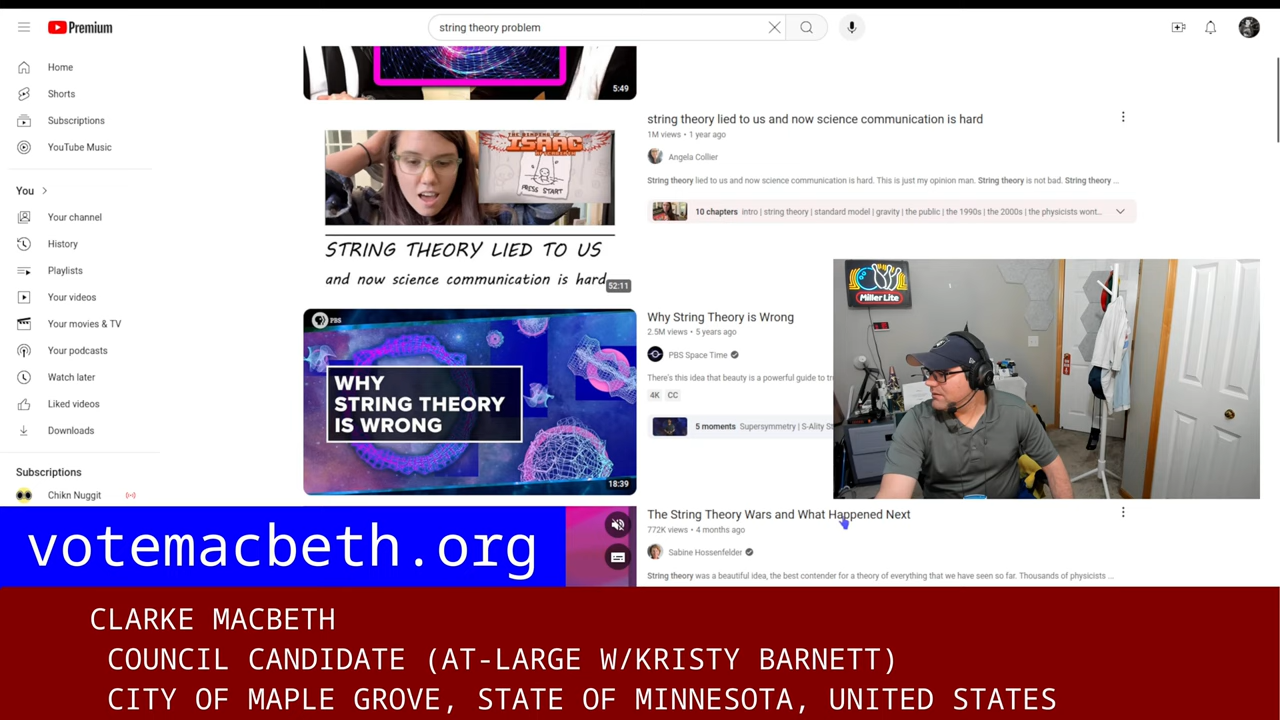 Premium
string theory problem
Home
Shorts
Subscriptions
YouTube Music
You
Your channel
History
Playlists
Your videos
Your movies & TV
Your podcasts
Watch later
Liked videos
Downloads
Subscriptions
Chikn Nuggit
5:49
THE BINDING OF
ISAAC
PRESS START
STRING THEORY LIED TO US
and now science communication is hard
52:11
string theory lied to us and now science communication is hard
1M views • 1 year ago
Angela Collier
String theory lied to us and now science communication is hard. This is just my opinion man. String theory is not bad. String theory ...
10 chapters intro | string theory | standard model | gravity | the public | the 1990s | the 2000s | the physicists wont...
PBS
WHY
STRING THEORY
IS WRONG
18:39
Why String Theory is Wrong
2.5M views • 5 years ago
PBS Space Time
There's this idea that beauty is a powerful guide to
4K CC
5 moments Supersymmetry | S-Ality
Miller Lite
The String Theory Wars and What Happened Next
772K views • 4 months ago
Sabine Hossenfelder
String theory was a beautiful idea, the best contender for a theory of everything that we have seen so far. Thousands of physicists ...
votemacbeth.org
CLARKE MACBETH
COUNCIL CANDIDATE (AT-LARGE W/KRISTY BARNETT)
CITY OF MAPLE GROVE, STATE OF MINNESOTA, UNITED STATES